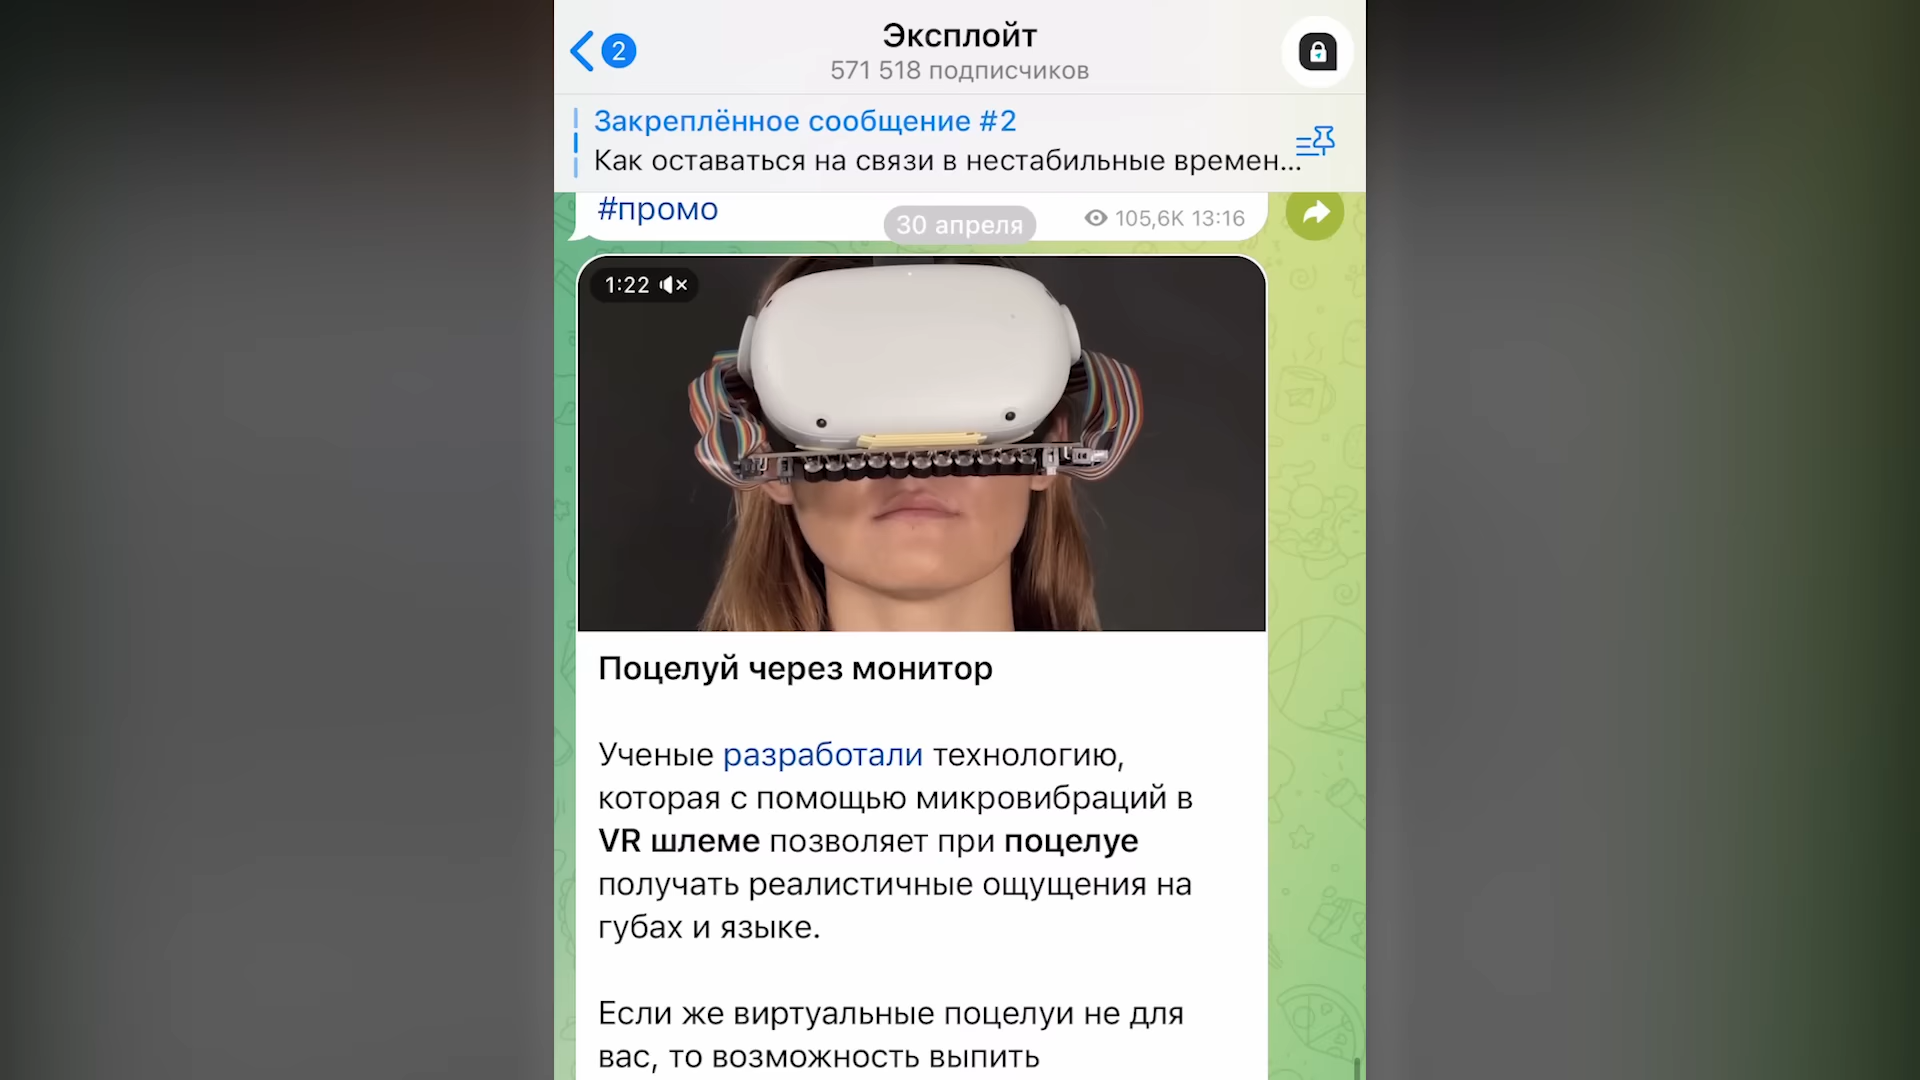 2
Эксплойт
571 518 подписчиков
Закреплённое сообщение #2
Как оставаться на связи в нестабильные времен...
#промо
30 апреля
105,6K 13:16
1:22
Поцелуй через монитор
Ученые разработали технологию,
которая с помощью микровибраций в
VR шлеме позволяет при поцелуе
получать реалистичные ощущения на
губах и языке.
Если же виртуальные поцелуи не для
вас, то возможность выпить